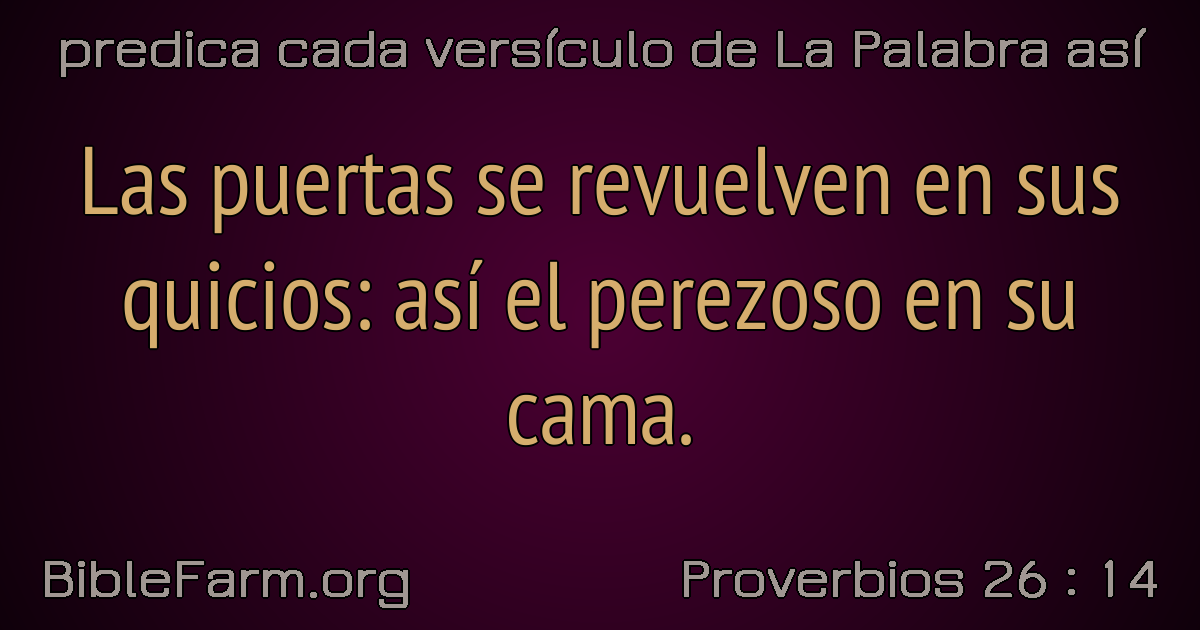 predica cada versículo de La Palabra así
Las puertas se revuelven en sus
quicios: así el perezoso en su
cama.
BibleFarm.org
Proverbios 26 : 14